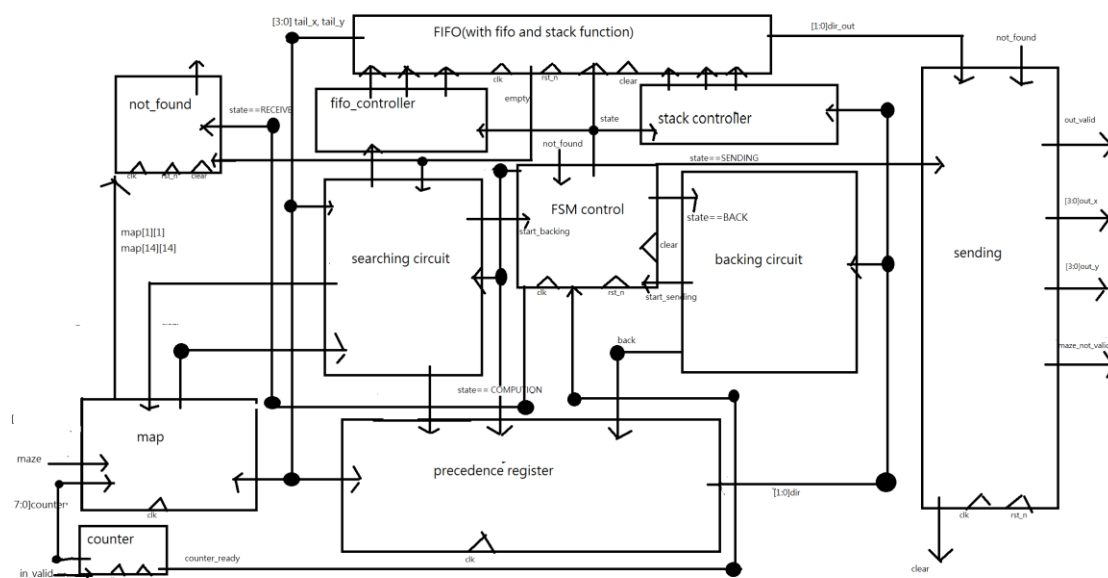 [3:0] tail_x, tail_y
FIFO(with fifo and stack function)
[1:0]dir_out
not_found
clk
rst_n
clear
empty
not_found
state==RECEIVE
fifo_controller
state
stack controller
clk
rst_n
clear
not_found
state==SENDING
out_valid
map[1][1]
map[14][14]
searching circuit
start_backing
FSM control
clear
state==BACK
backing circuit
sending
[3:0]out_x
[3:0]out_y
clk
rst_n
start_sending
back
maze_not_valid
state== COMPUTION
[
map
maze
precedence register
7:0]counter
clk
[1:0]dir
clk
rst_n
counter
counter_ready
clk
in_valid
clear